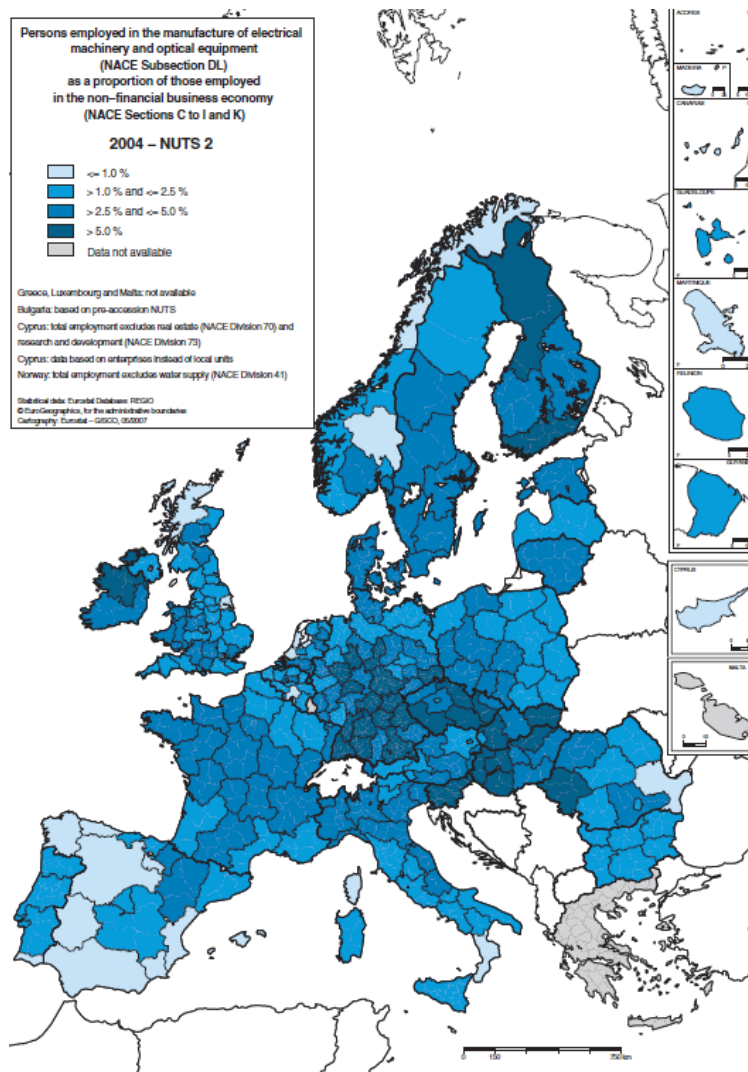 Persons employed in the manufacture of electrical
machinery and optical equipment
(NACE Subsection DL)
as a proportion of those employed
in the non–financial business economy
(NACE Sections C to I and K)
2004 – NUTS 2
<= 1.0 %
> 1.0 % and <= 2.5 %
> 2.5 % and <= 5.0 %
> 5.0 %
Data not available
Greece, Luxembourg and Malta: not available
Bulgaria: based on pre-accession NUTS
Cyprus: total employment excludes real estate (NACE Division 70) and
research and development (NACE Division 73)
Cyprus: data based on enterprises instead of local units
Norway: total employment excludes water supply (NACE Division 41)
Statistical data: Eurostat Database: REGIO
© EuroGeographics, for the administrative boundaries
Cartography: Eurostat – GISCO, 05/2007
MADEIRA P
CANARIAS
GUADELOUPE
F
MARTINIQUE
F
REUNION
F
GUYANE
F
CYPRUS
MALTA
0 150 750 km